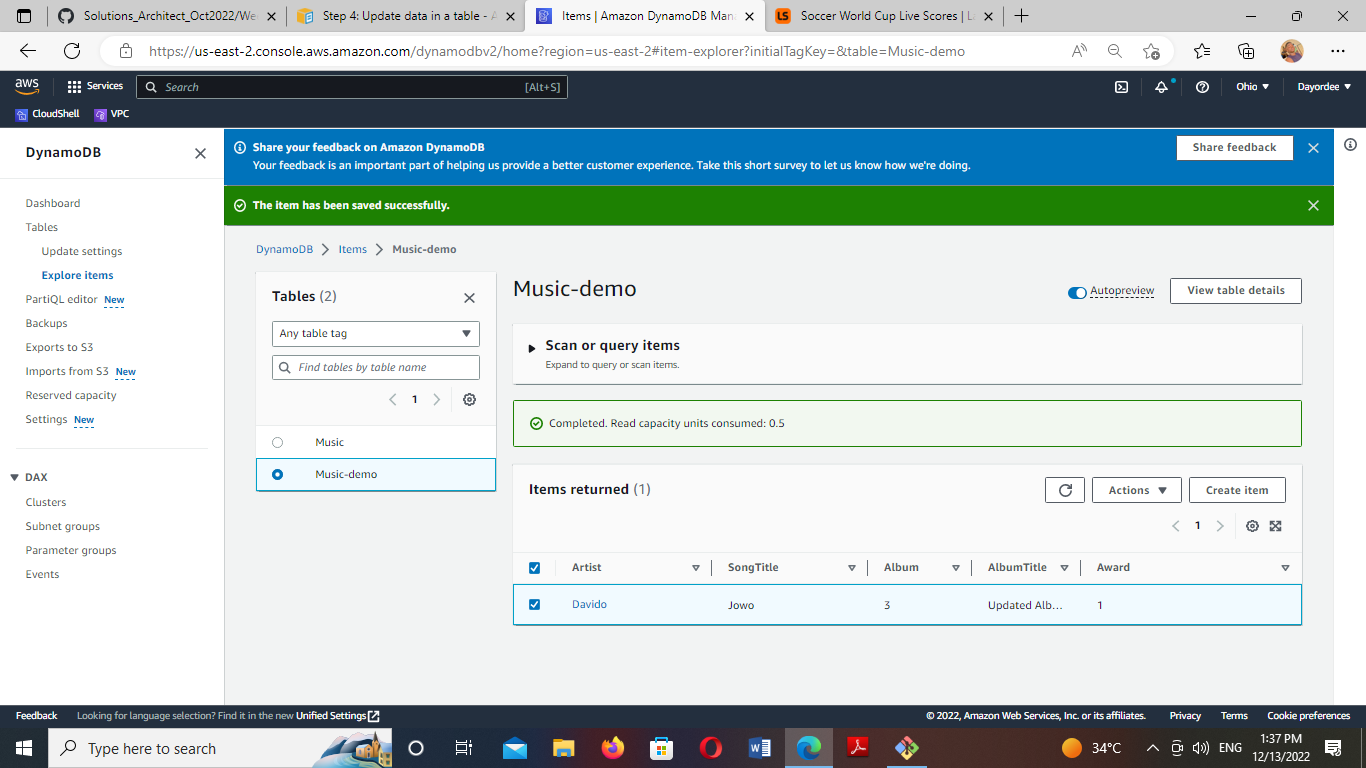 Solutions_Architect_Oct2022/We
Step 4: Update data in a table - A
Items | Amazon DynamoDB Man
LS Soccer World Cup Live Scores | L
https://us-east-2.console.aws.amazon.com/dynamodbv2/home?region=us-east-2#item-explorer?initialTagKey=&table=Music-demo
aws Services Search [Alt+S] Ohio Dayordee
CloudShell VPC
DynamoDB
Dashboard
Tables
Update settings
Explore items
PartiQL editor New
Backups
Exports to S3
Imports from S3 New
Reserved capacity
Settings New
DAX
Clusters
Subnet groups
Parameter groups
Events
Share your feedback on Amazon DynamoDB
Your feedback is an important part of helping us provide a better customer experience. Take this short survey to let us know how we're doing.
Share feedback
The item has been saved successfully.
DynamoDB Items Music-demo
Tables (2)
Any table tag
Find tables by table name
1
Music
Music-demo
Music-demo
Autopreview
View table details
Scan or query items
Expand to query or scan items.
Completed. Read capacity units consumed: 0.5
Items returned (1)
Actions
Create item
1
Artist SongTitle Album AlbumTitle Award
Davido Jowo 3 Updated Alb... 1
Feedback Looking for language selection? Find it in the new Unified Settings © 2022, Amazon Web Services, Inc. or its affiliates. Privacy Terms Cookie preferences
Type here to search
34°C
ENG
1:37 PM
12/13/2022